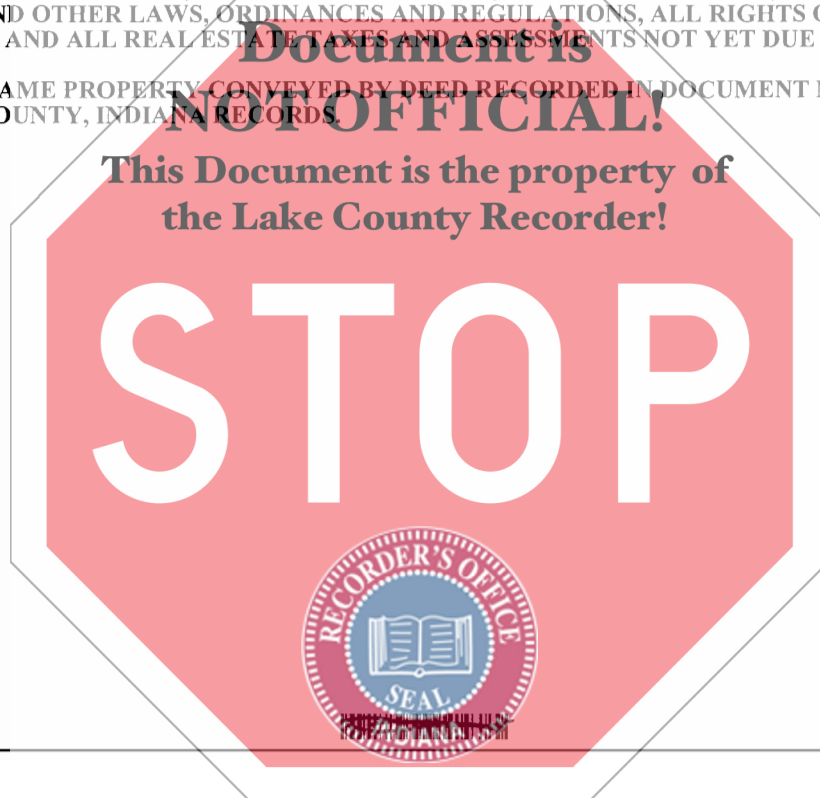 D OTHER LAWS, ORDINANCES AND REGULATIONS, ALL RIGHTS
AND ALL REAL ESTATE TAXES AND ASSESSMENTS NOT YET DUE
Document is
AME PROPERTY CONVEYED BY DEED RECORDED IN DOCUMENT
OUNTY, INDIANA RECORDS.
NOT OFFICIAL!
This Document is the property of
the Lake County Recorder!
STOP
RECORDER'S OFFICE
SEAL
INDIANA